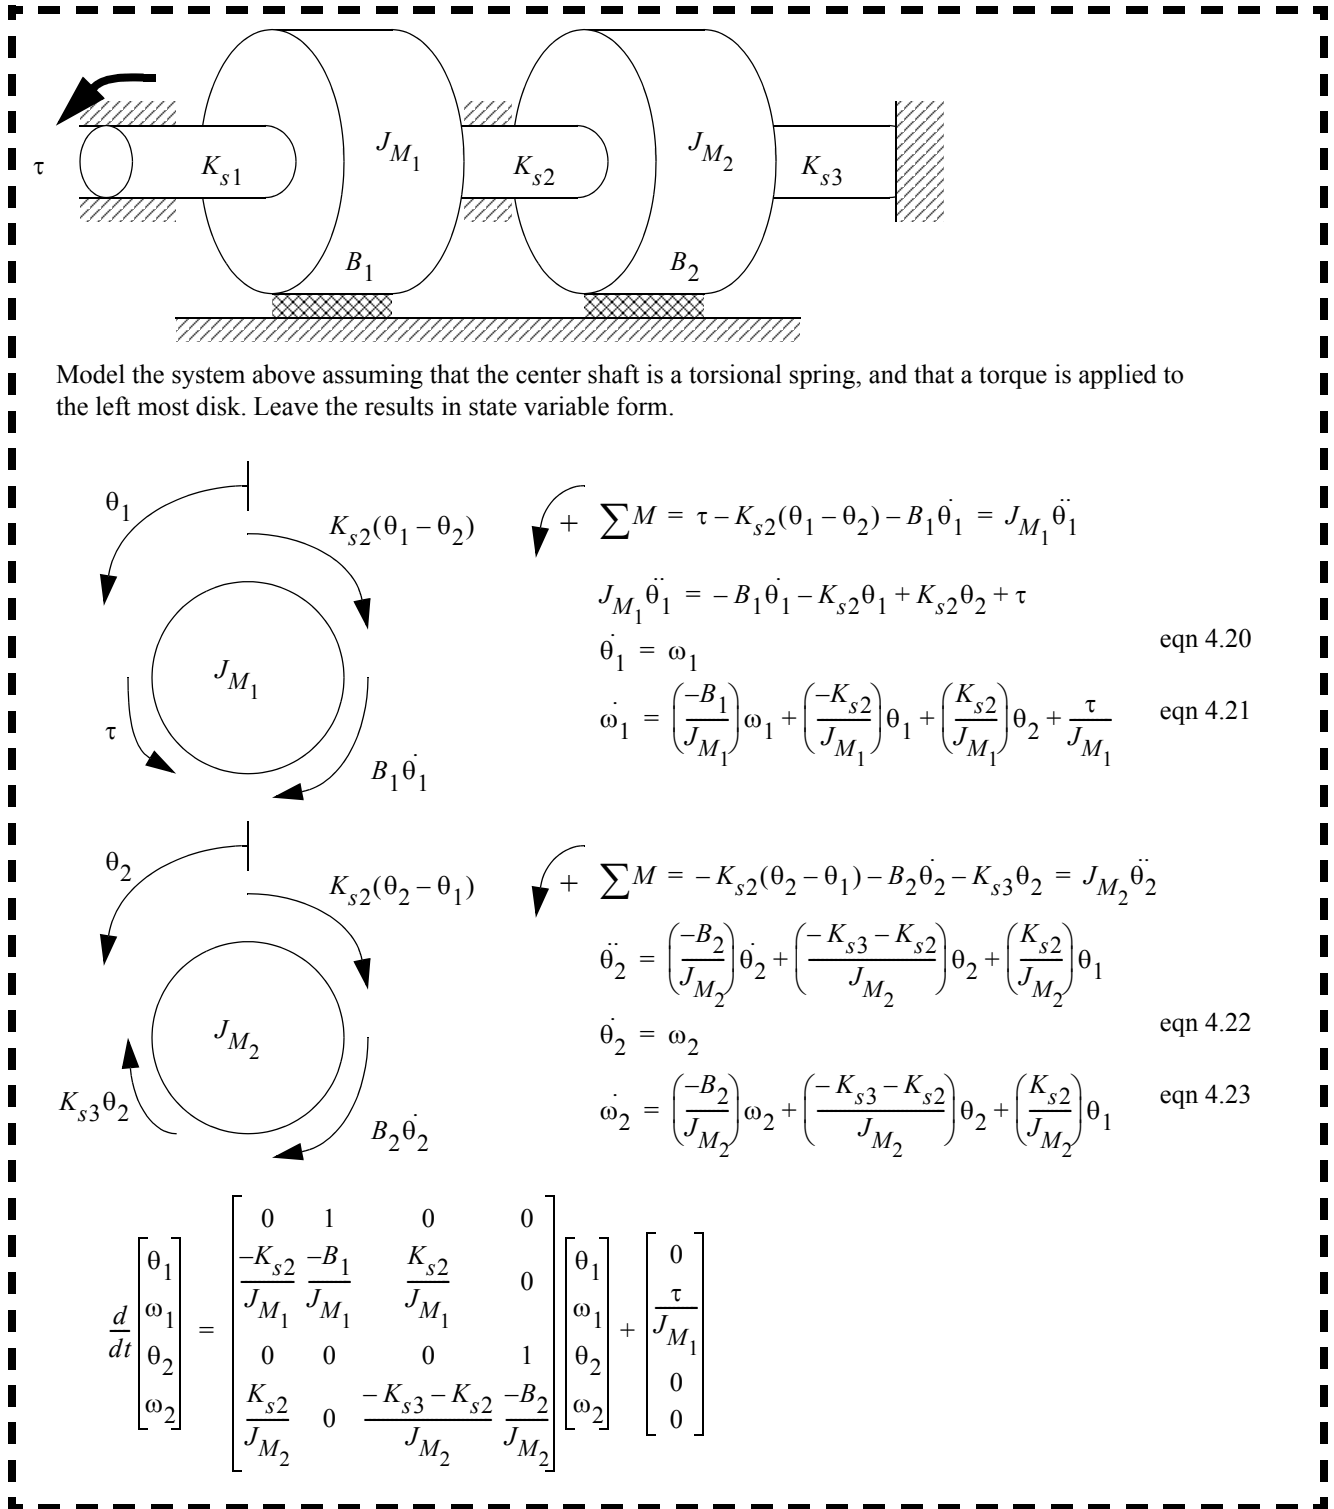 τ
K_s1
J_M1
K_s2
J_M2
K_s3
B_1
B_2
Model the system above assuming that the center shaft is a torsional spring, and that a torque is applied to
the left most disk. Leave the results in state variable form.
θ_1
K_s2(θ_1 – θ_2)
J_M1
τ
B_1θ̇_1
+ ∑M = τ – K_s2(θ_1 – θ_2) – B_1θ̇_1 = J_M1 θ̈_1
J_M1 θ̈_1 = – B_1θ̇_1 – K_s2θ_1 + K_s2θ_2 + τ
θ̇_1 = ω_1 eqn 4.20
ω̇_1 = (–B_1/J_M1)ω_1 + (–K_s2/J_M1)θ_1 + (K_s2/J_M1)θ_2 + τ/J_M1 eqn 4.21
θ_2
K_s2(θ_2 – θ_1)
J_M2
K_s3θ_2
B_2θ̇_2
+ ∑M = – K_s2(θ_2 – θ_1) – B_2θ̇_2 – K_s3θ_2 = J_M2 θ̈_2
θ̈_2 = (–B_2/J_M2)θ̇_2 + ((– K_s3 – K_s2)/J_M2)θ_2 + (K_s2/J_M2)θ_1
θ̇_2 = ω_2 eqn 4.22
ω̇_2 = (–B_2/J_M2)ω_2 + ((– K_s3 – K_s2)/J_M2)θ_2 + (K_s2/J_M2)θ_1 eqn 4.23
d/dt [θ_1 ω_1 θ_2 ω_2] = [0 1 0 0
–K_s2/J_M1 –B_1/J_M1 K_s2/J_M1 0
0 0 0 1
K_s2/J_M2 0 (– K_s3 – K_s2)/J_M2 –B_2/J_M2] [θ_1 ω_1 θ_2 ω_2] + [0 τ/J_M1 0 0]